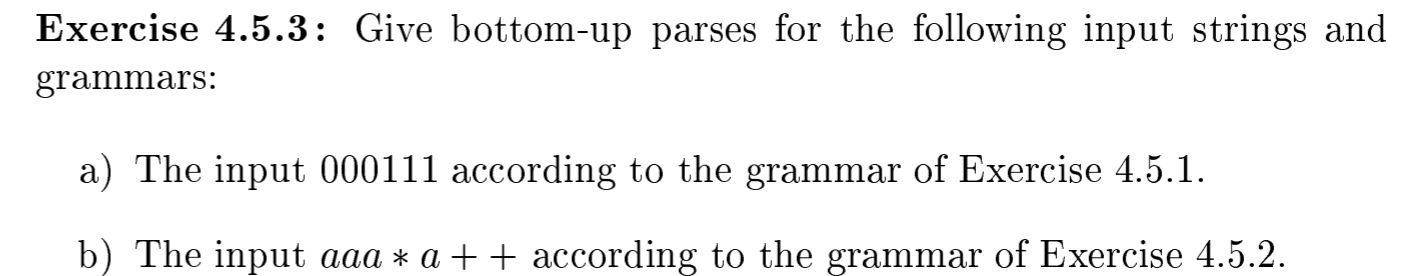 Exercise 4.5.3: Give bottom-up parses for the following input strings and
grammars:
a) The input 000111 according to the grammar of Exercise 4.5.1.
b) The input aaa ∗ a + + according to the grammar of Exercise 4.5.2.